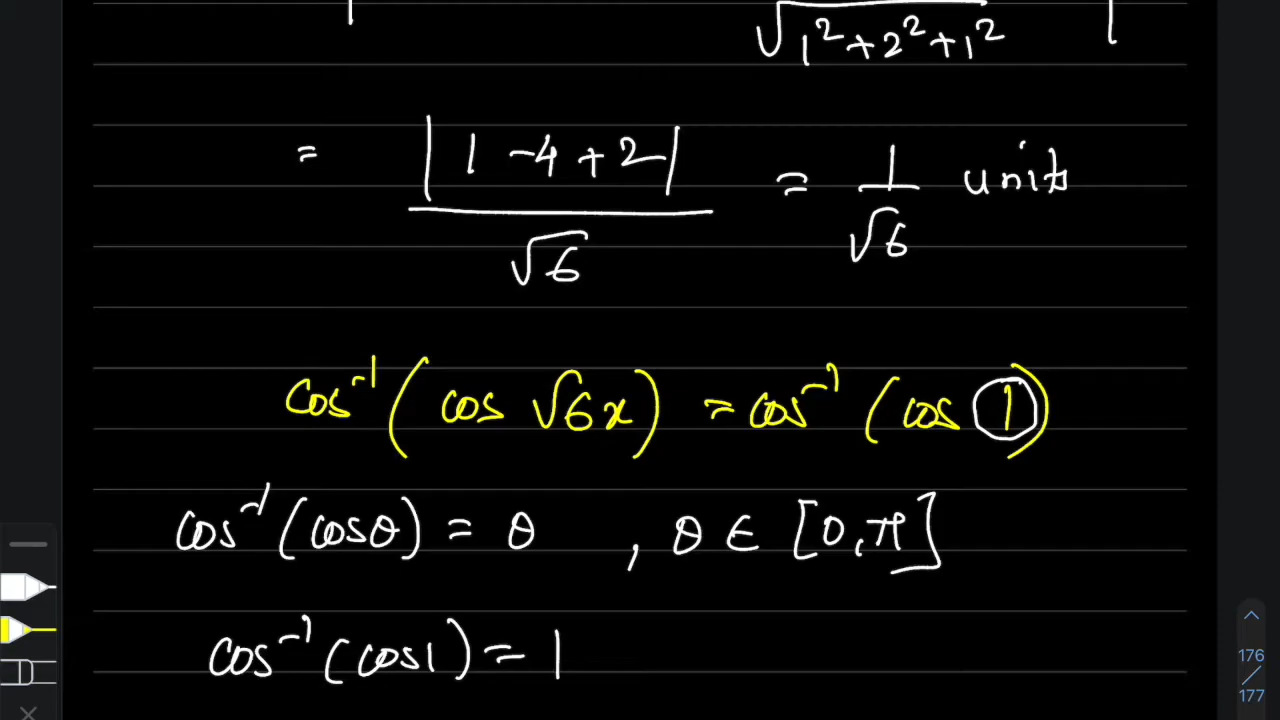 √1²+2²+1²
= |1-4+2| / √6 = 1/√6 units
cos⁻¹(cos √6x) = cos⁻¹(cos 1)
cos⁻¹(cosθ) = θ , θ ∈ [0,π]
cos⁻¹(cos1) = 1
176
/
177